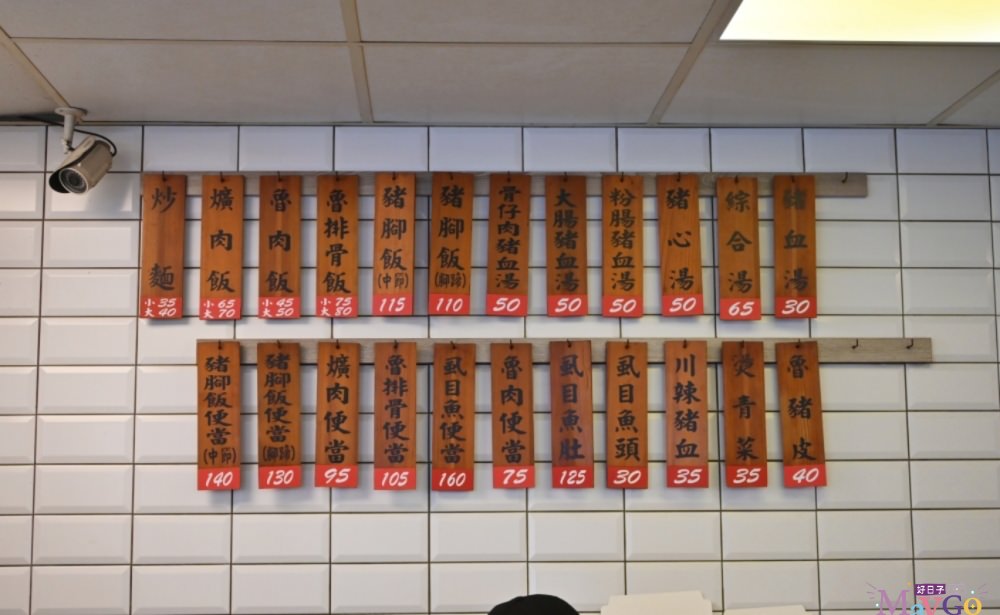 炒麵
小35
大40
爌肉飯
小65
大70
魯肉飯
小45
大50
魯排骨飯
小75
大80
豬腳飯
(中節)
115
豬腳飯
(腳蹄)
110
骨仔肉豬血湯
50
大腸豬血湯
50
粉腸豬血湯
50
豬心湯
50
綜合湯
65
豬血湯
30
豬腳飯便當
(中節)
140
豬腳飯便當
(腳蹄)
130
爌肉便當
95
魯排骨便當
105
虱目魚便當
160
魯肉便當
75
虱目魚肚
125
虱目魚頭
30
川辣豬血
35
燙青菜
35
魯豬皮
40
好日子
MayGo